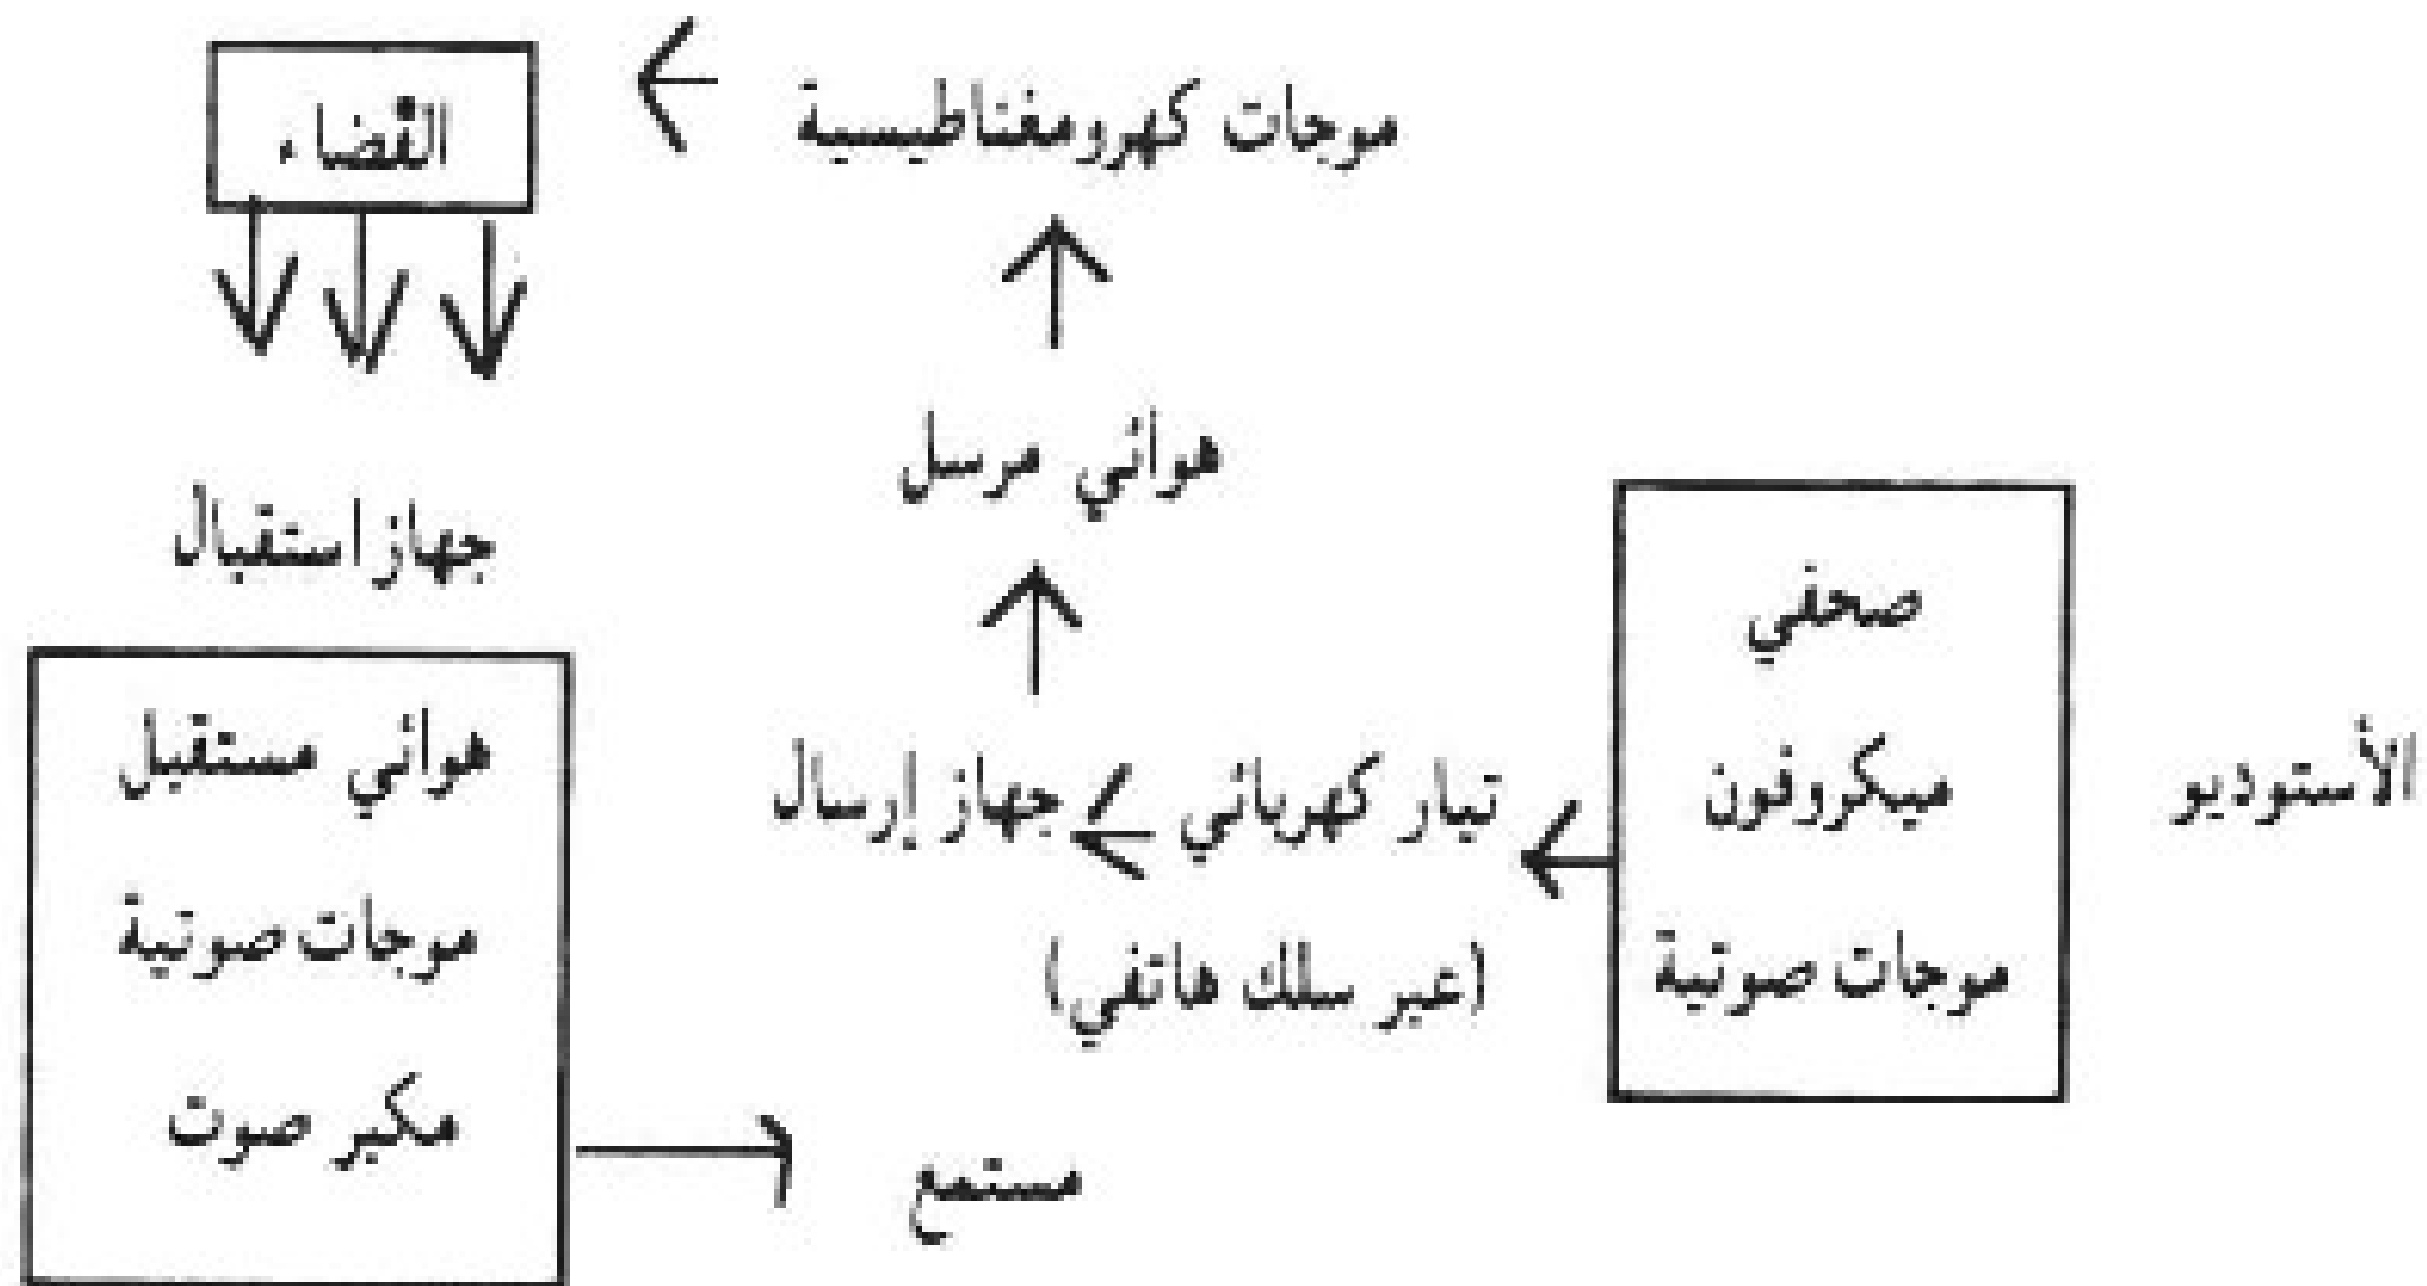 الأستوديو
صحفي
ميكروفون
موجات صوتية
تيار كهربائي
(عبر سلك هاتفي)
جهاز إرسال
هوائي مرسل
موجات كهرومغناطيسية
الفضاء
جهاز استقبال
هوائي مستقبل
موجات صوتية
مكبر صوت
مستمع